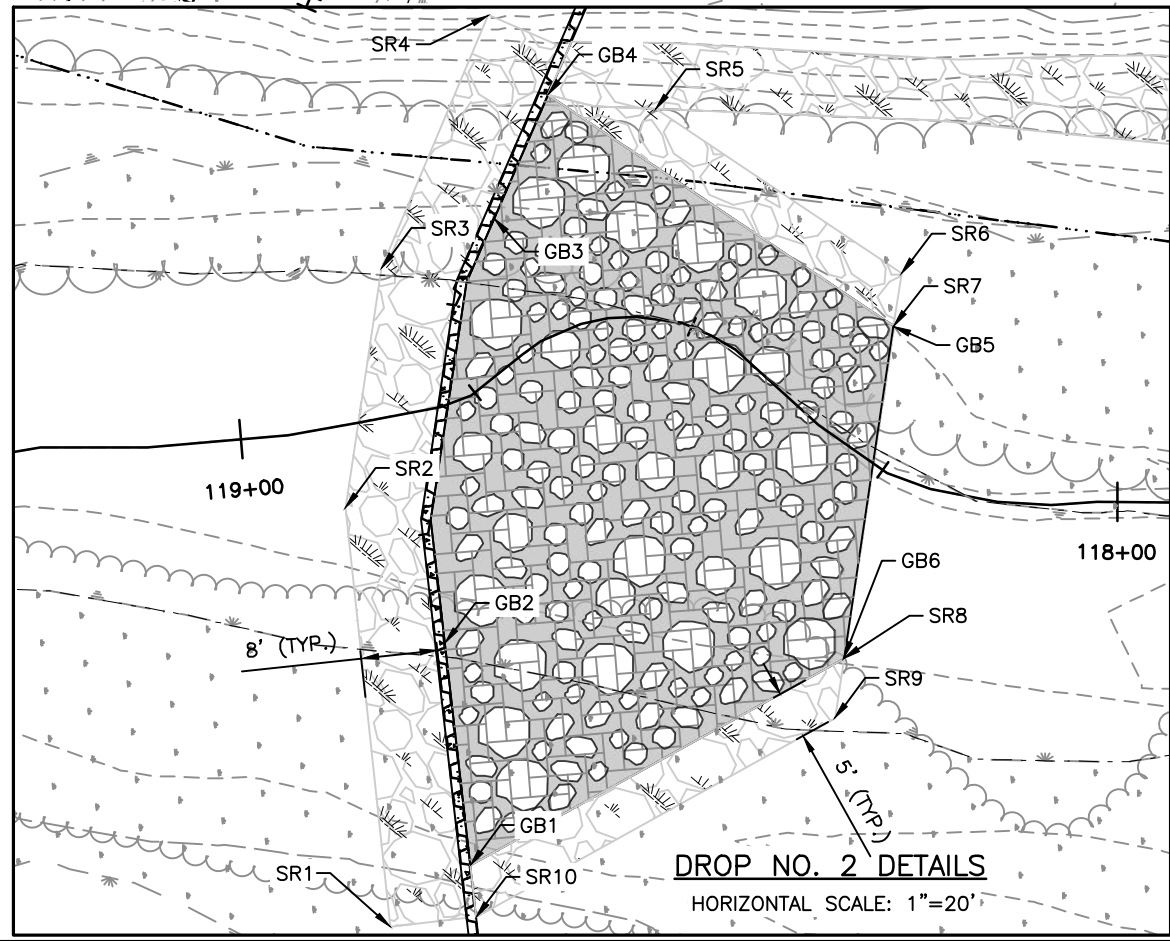 SR4
GB4
SR5
SR3
GB3
SR6
SR7
GB5
SR2
119+00
118+00
GB6
GB2
SR8
8' (TYP.)
SR9
5' (TYP.)
GB1
SR1
SR10
DROP NO. 2 DETAILS
HORIZONTAL SCALE: 1"=20'